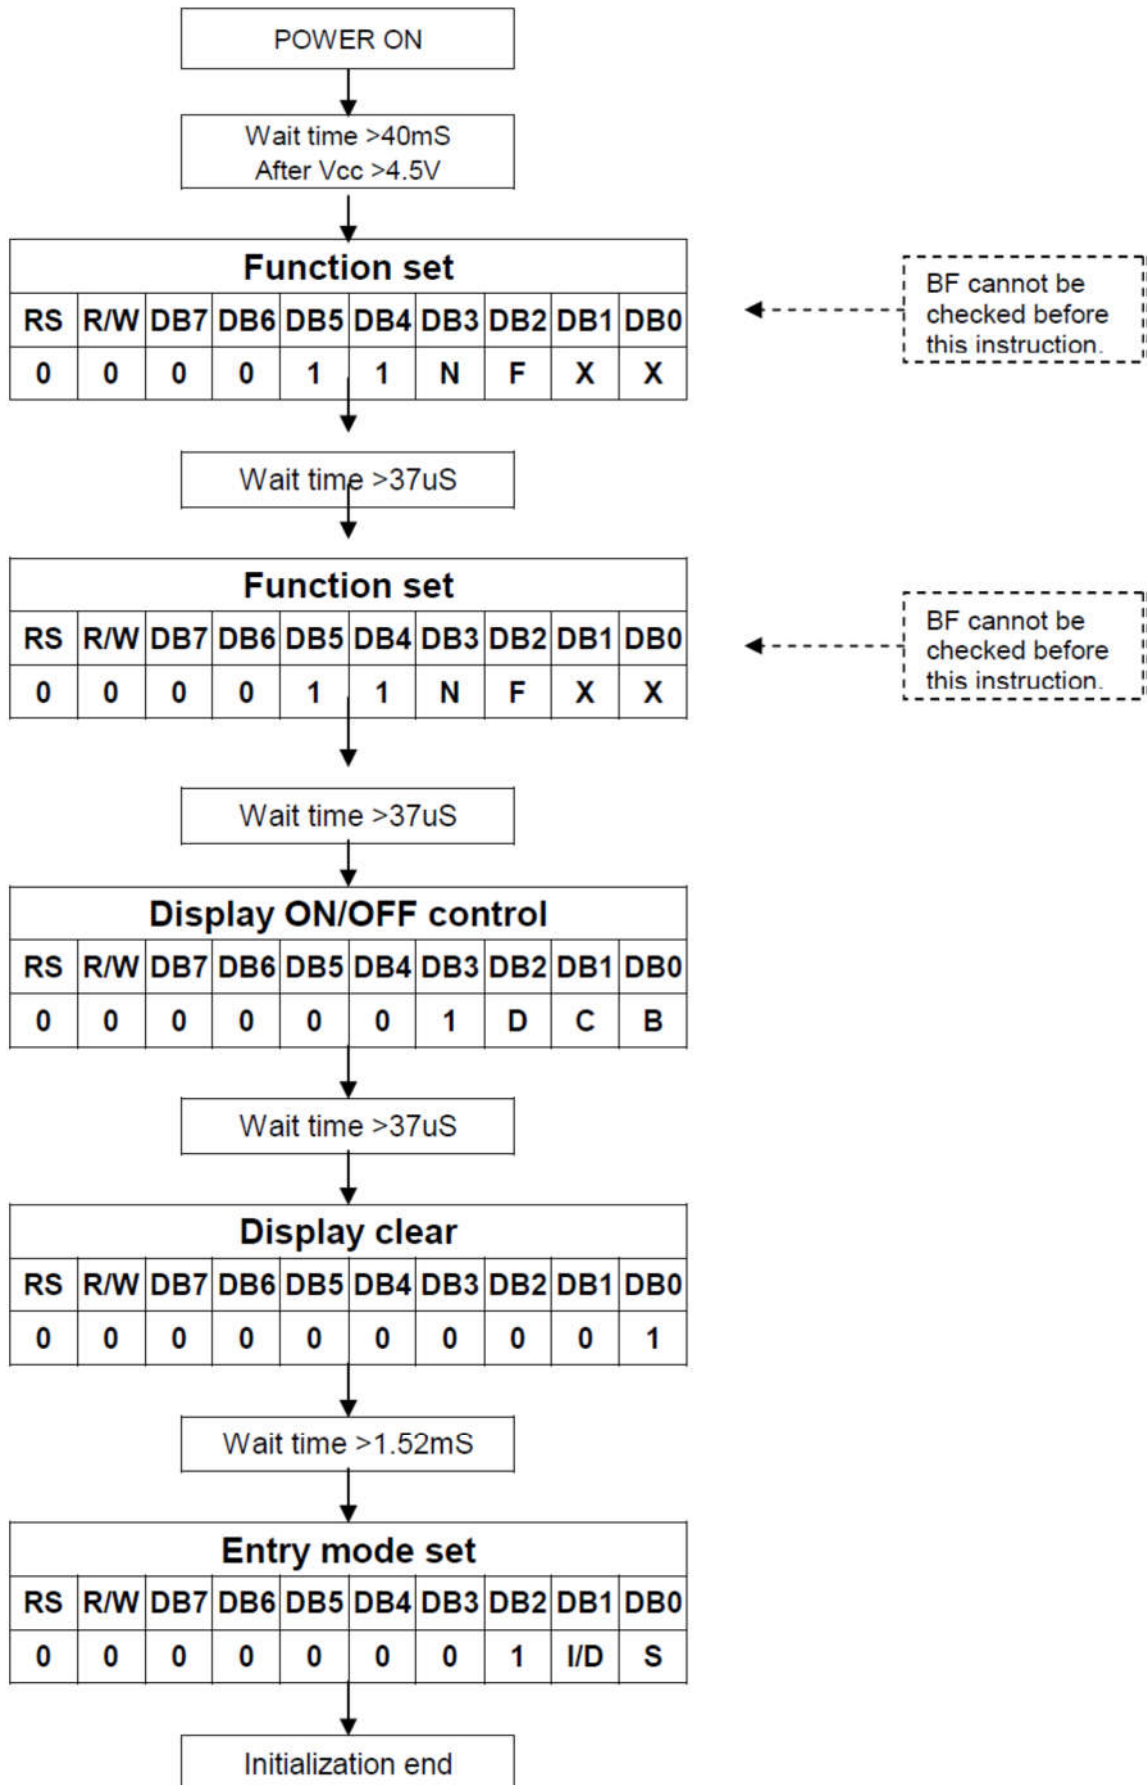 POWER ON
Wait time >40mS
After Vcc >4.5V
Function set
RS R/W DB7 DB6 DB5 DB4 DB3 DB2 DB1 DB0
0 0 0 0 1 1 N F X X
BF cannot be
checked before
this instruction.
Wait time >37uS
Function set
RS R/W DB7 DB6 DB5 DB4 DB3 DB2 DB1 DB0
0 0 0 0 1 1 N F X X
BF cannot be
checked before
this instruction.
Wait time >37uS
Display ON/OFF control
RS R/W DB7 DB6 DB5 DB4 DB3 DB2 DB1 DB0
0 0 0 0 0 0 1 D C B
Wait time >37uS
Display clear
RS R/W DB7 DB6 DB5 DB4 DB3 DB2 DB1 DB0
0 0 0 0 0 0 0 0 0 1
Wait time >1.52mS
Entry mode set
RS R/W DB7 DB6 DB5 DB4 DB3 DB2 DB1 DB0
0 0 0 0 0 0 0 1 I/D S
Initialization end